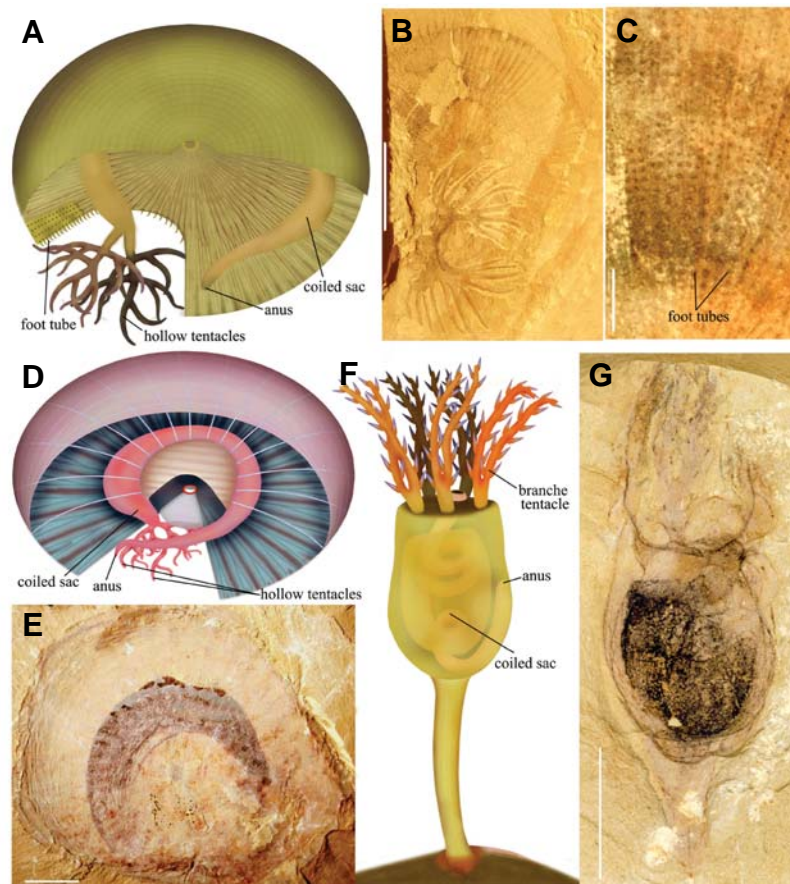 A
foot tube
hollow tentacles
anus
coiled sac
B
C
foot tubes
D
coiled sac
anus
hollow tentacles
E
F
branche
tentacle
anus
coiled sac
G